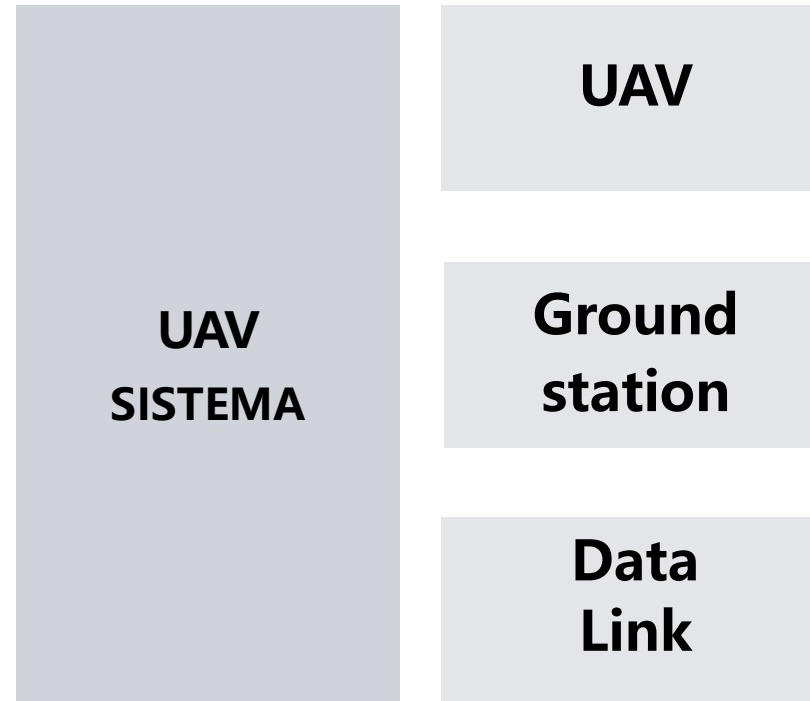 UAV
SISTEMA
UAV
Ground
station
Data
Link